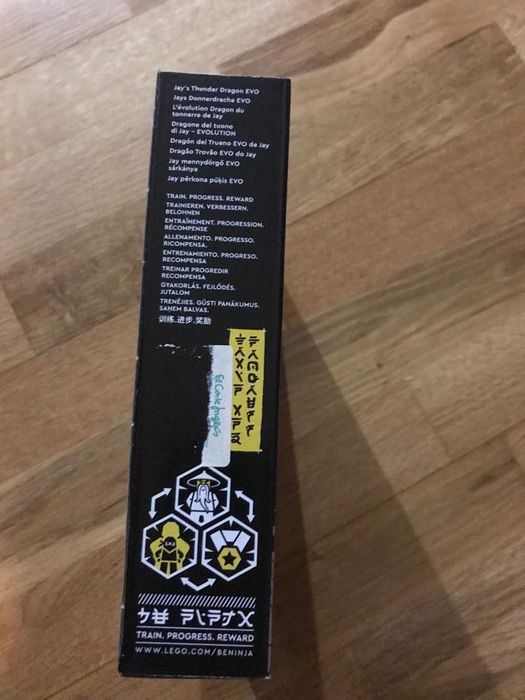 Jay's Thunder Dragon EVO
Jays Donnerdrache EVO
L'évolution Dragon du
tonnerre de Jay
Dragone del tuono
di Jay – EVOLUTION
Dragón del Trueno EVO de Jay
Dragão Trovão EVO do Jay
Jay mennydörgő EVO
sárkánya
Jay pērkona pūķis EVO
TRAIN. PROGRESS. REWARD
TRAINIEREN. VERBESSERN.
BELOHNEN
ENTRAÎNEMENT. PROGRESSION.
RÉCOMPENSE
ALLENAMENTO. PROGRESSO.
RICOMPENSA.
ENTRENAMIENTO. PROGRESO.
RECOMPENSA
TREINAR PROGREDIR
RECOMPENSA
GYAKORLÁS. FEJLŐDÉS.
JUTALOM
TRENĒJIES. GŪSTI PANĀKUMUS.
SAŅEM BALVAS.
训练.进步.奖励
El Corte Inglés
TRAIN. PROGRESS. REWARD
WWW.LEGO.COM/BENINJA